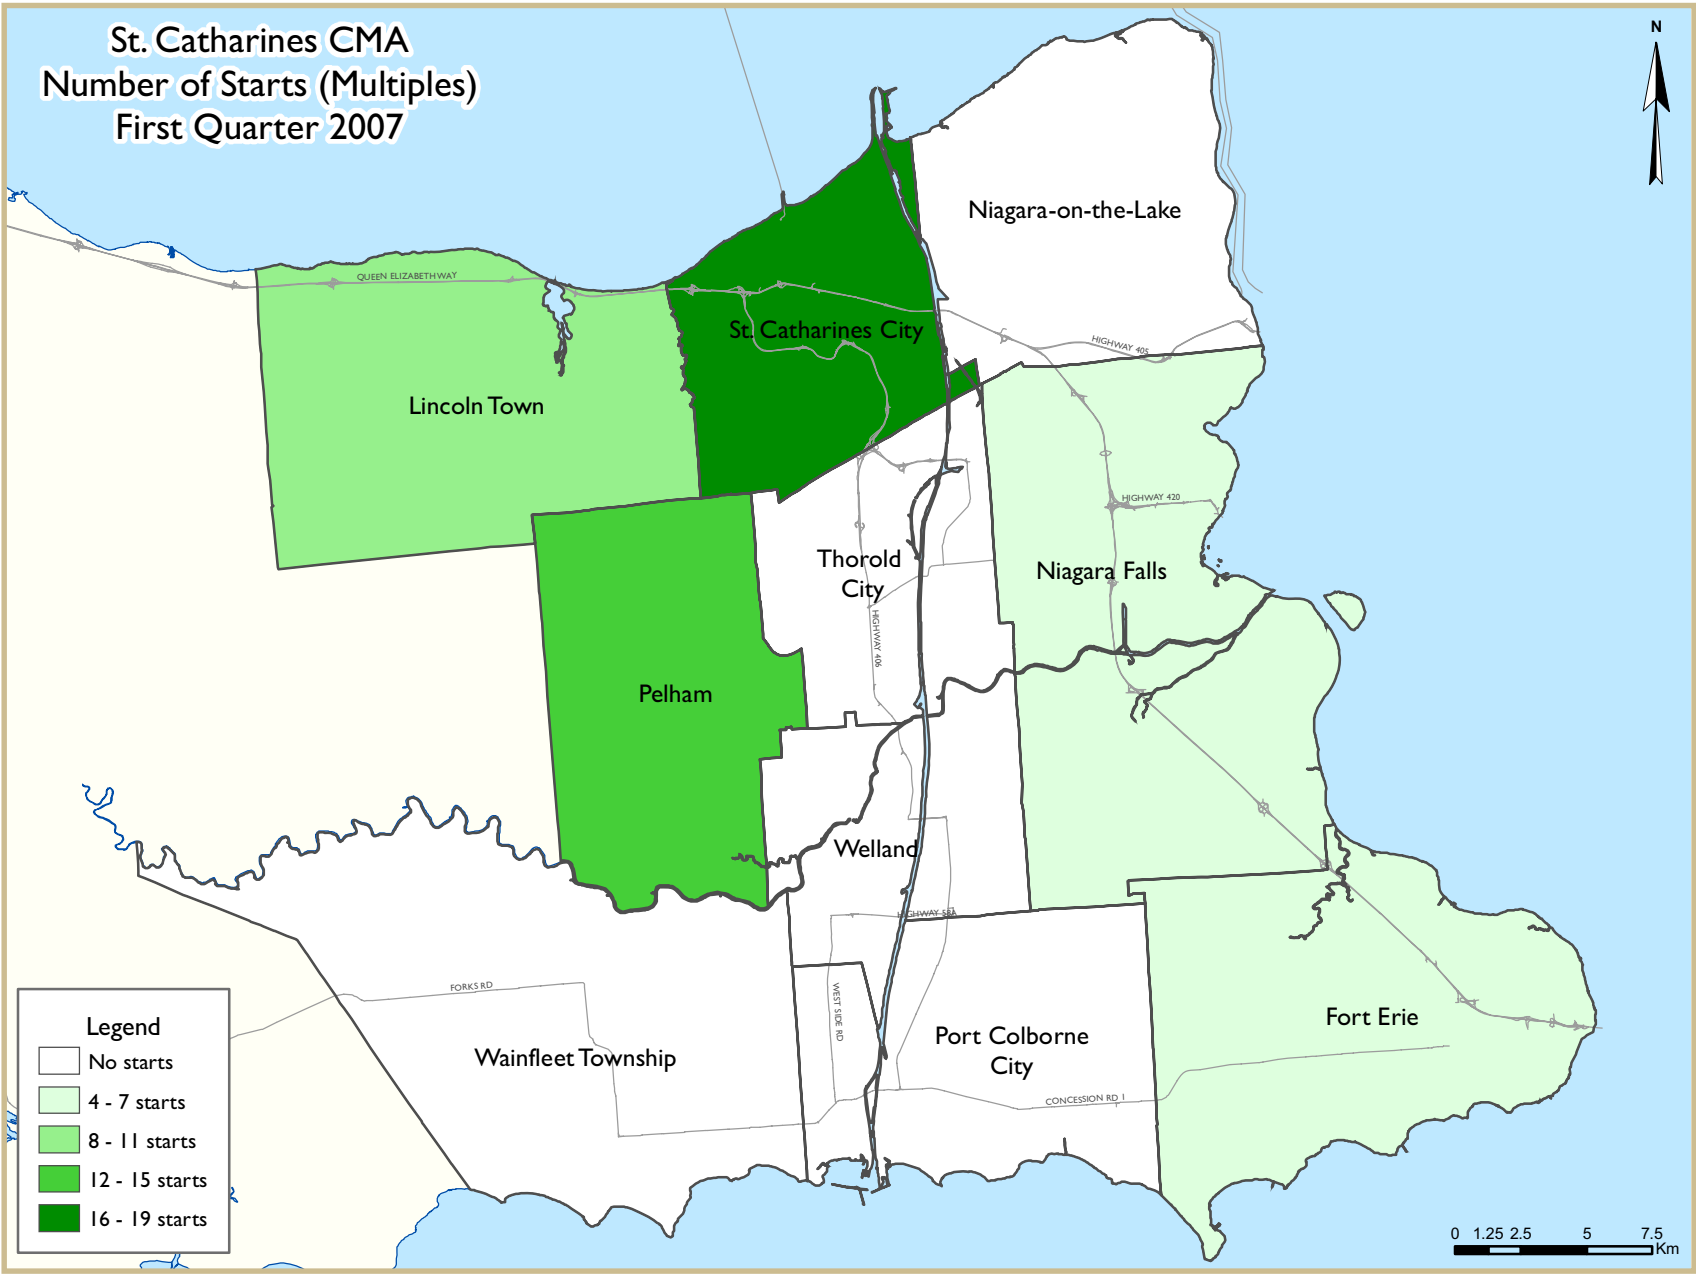 St. Catharines CMA
Number of Starts (Multiples)
First Quarter 2007
N
Niagara-on-the-Lake
QUEEN ELIZABETH WAY
St. Catharines City
HIGHWAY 405
Lincoln Town
HIGHWAY 420
Thorold
City
Niagara Falls
HIGHWAY 406
Pelham
Welland
HIGHWAY 58A
FORKS RD
WEST SIDE RD
Fort Erie
Port Colborne
City
Wainfleet Township
CONCESSION RD 1
Legend
No starts
4 - 7 starts
8 - 11 starts
12 - 15 starts
16 - 19 starts
0 1.25 2.5 5 7.5
Km